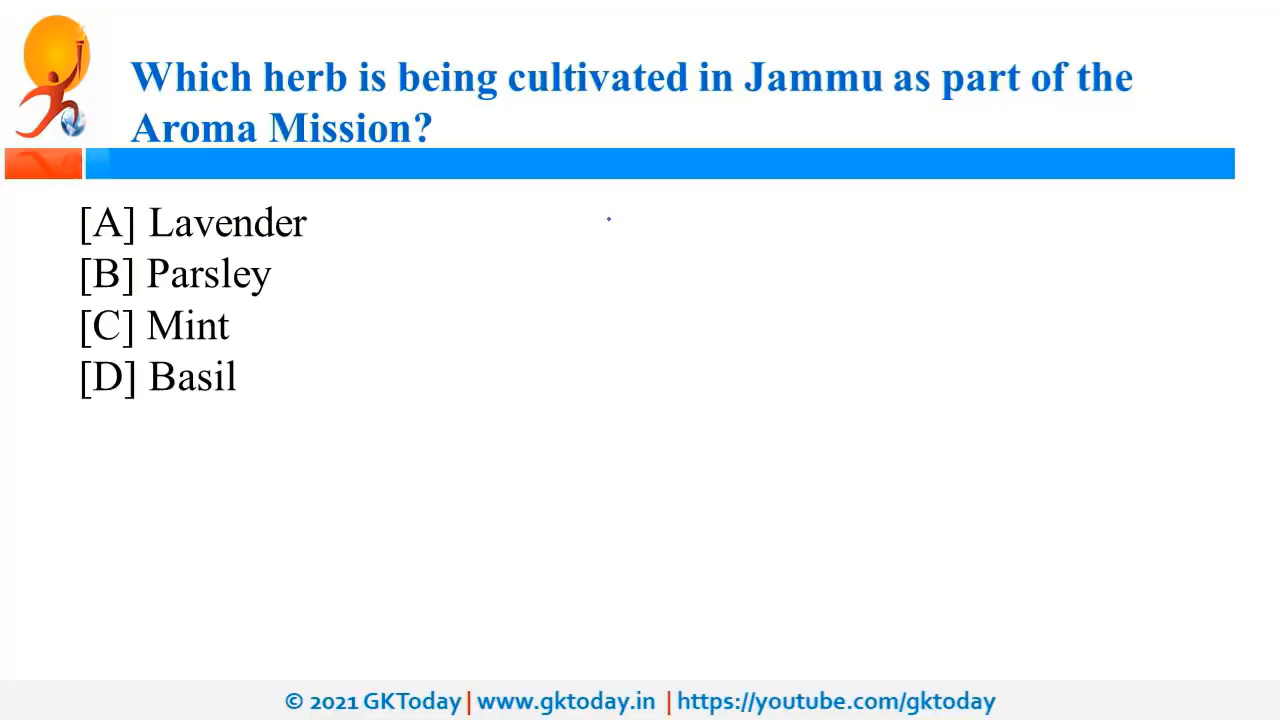 Which herb is being cultivated in Jammu as part of the
Aroma Mission?
[A] Lavender
[B] Parsley
[C] Mint
[D] Basil
© 2021 GKToday | www.gktoday.in | https://youtube.com/gktoday